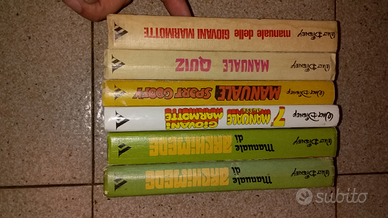 Walt Disney manuale delle GIOVANI MARMOTTE
Walt Disney MANUALE QUIZ
Walt Disney MANUALE SPORT GOOFY
Walt Disney 7° MANUALE GIOVANI MARMOTTE
Walt Disney Manuale di ARCHIMEDE
Walt Disney Manuale di ARCHIMEDE
subito